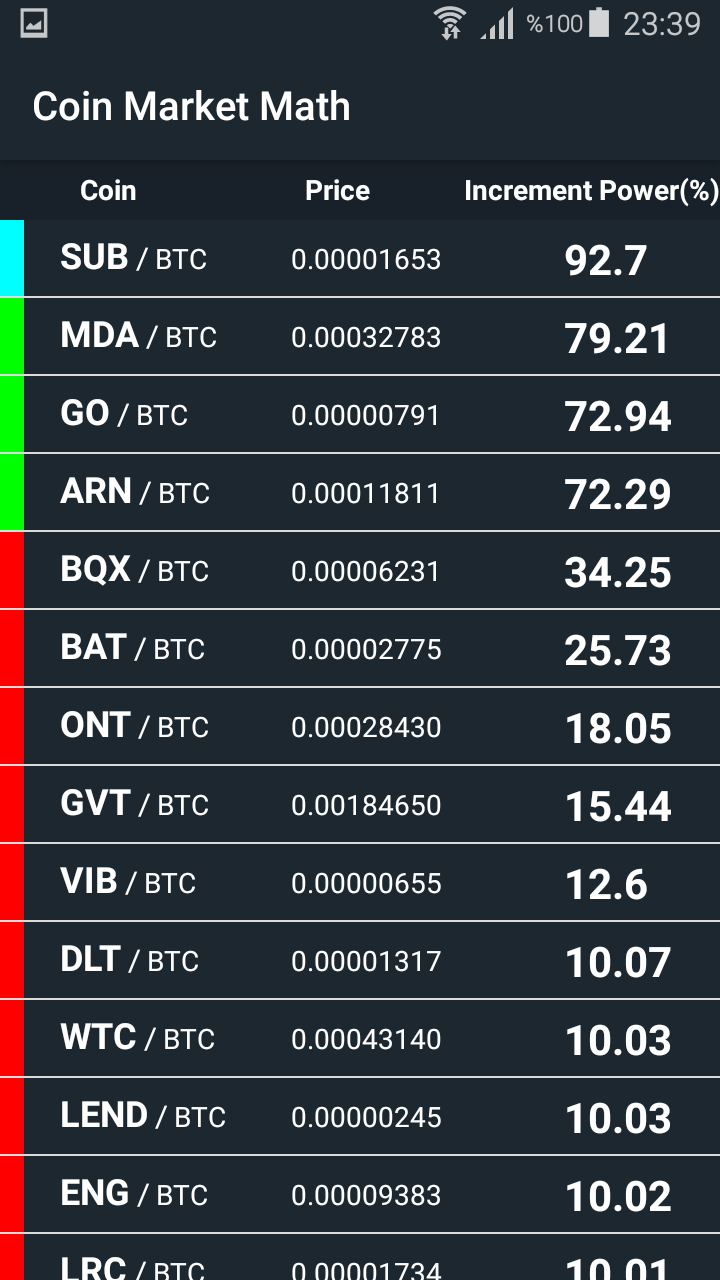 %100 23:39
Coin Market Math
Coin Price Increment Power(%)
SUB / BTC 0.00001653 92.7
MDA / BTC 0.00032783 79.21
GO / BTC 0.00000791 72.94
ARN / BTC 0.00011811 72.29
BQX / BTC 0.00006231 34.25
BAT / BTC 0.00002775 25.73
ONT / BTC 0.00028430 18.05
GVT / BTC 0.00184650 15.44
VIB / BTC 0.00000655 12.6
DLT / BTC 0.00001317 10.07
WTC / BTC 0.00043140 10.03
LEND / BTC 0.00000245 10.03
ENG / BTC 0.00009383 10.02
LRC / BTC 0.00001734 10.01